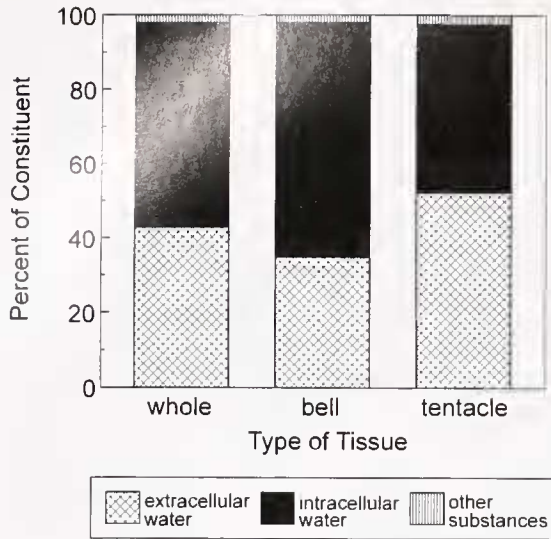 Percent of Constituent
100
80
60
40
20
0
whole bell tentacle
Type of Tissue
extracellular water
intracellular water
other substances